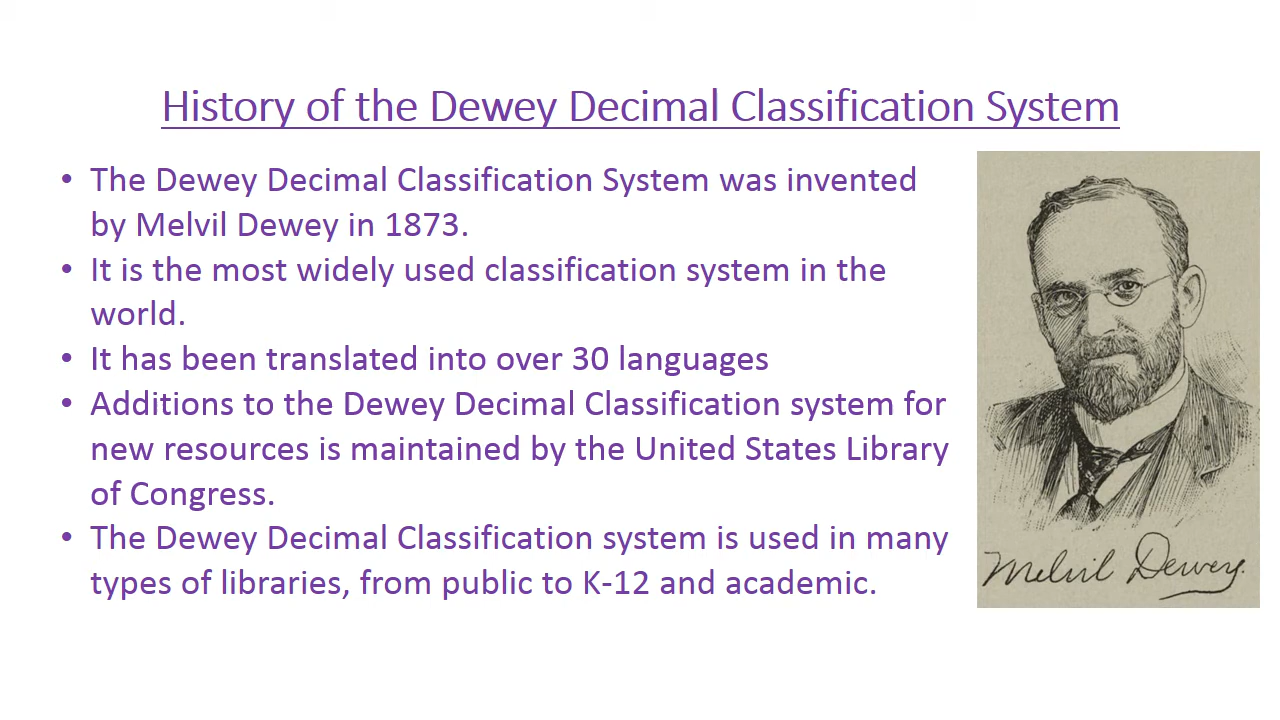 History of the Dewey Decimal Classification System
• The Dewey Decimal Classification System was invented
by Melvil Dewey in 1873.
• It is the most widely used classification system in the
world.
• It has been translated into over 30 languages
• Additions to the Dewey Decimal Classification system for
new resources is maintained by the United States Library
of Congress.
• The Dewey Decimal Classification system is used in many
types of libraries, from public to K-12 and academic.
Melvil Dewey.